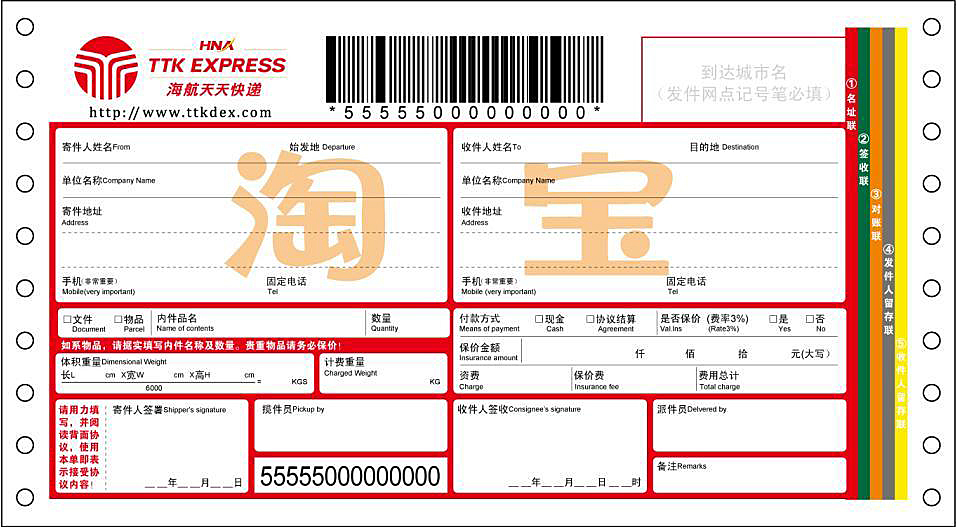 HNA
TTK EXPRESS
海航天天快递
http://www.ttkdex.com
*55555000000000*
到达城市名
（发件网点记号笔必填）
寄件人姓名From 始发地 Departure
单位名称Company Name
寄件地址
Address
手机(非常重要) 固定电话
Mobile(very important) Tel
收件人姓名To 目的地 Destination
单位名称Company Name
收件地址
Address
手机(非常重要) 固定电话
Mobile(very important) Tel
淘宝
□文件 □物品 内件品名 数量
Document Parcel Name of contents Quantity
如系物品，请据实填写内件名称及数量。贵重物品请务必保价！
体积重量Dimensional Weight
长L cm X宽W cm X高H cm
6000
= KGS
计费重量
Charged Weight
KG
付款方式 □现金 □协议结算 是否保价 (费率3%) □是 □否
Means of payment Cash Agreement Val.Ins (Rate3%) Yes No
保价金额 仟 佰 拾 元(大写)
Insurance amount
资费 保价费 费用总计
Charge Insurance fee Total charge
请用力填
写，并阅
读背面协
议，使用
本单即表
示接受协
议内容！
寄件人签署Shipper's signature
__年__月__日
揽件员Pickup by
55555000000000
收件人签收Consignee's signature
__年__月__日__时
派件员Delivered by
备注Remarks
①名址联
②签收联
③对账联
④发件人留存联
⑤收件人留存联